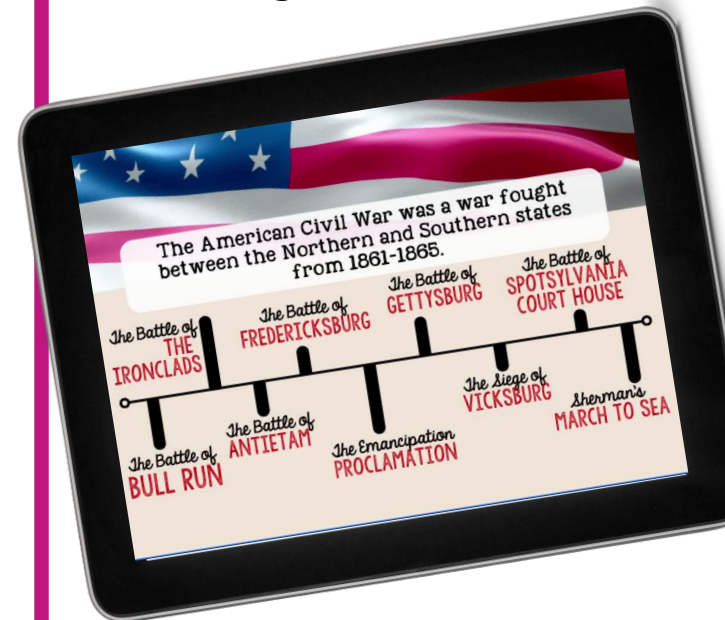 The American Civil War was a war fought
between the Northern and Southern states
from 1861-1865.
The Battle of
THE
IRONCLADS
The Battle of
FREDERICKSBURG
The Battle of
GETTYSBURG
The Battle of
SPOTSYLVANIA
COURT HOUSE
The Battle of
BULL RUN
The Battle of
ANTIETAM
The Emancipation
PROCLAMATION
The Siege of
VICKSBURG
Sherman's
MARCH TO SEA